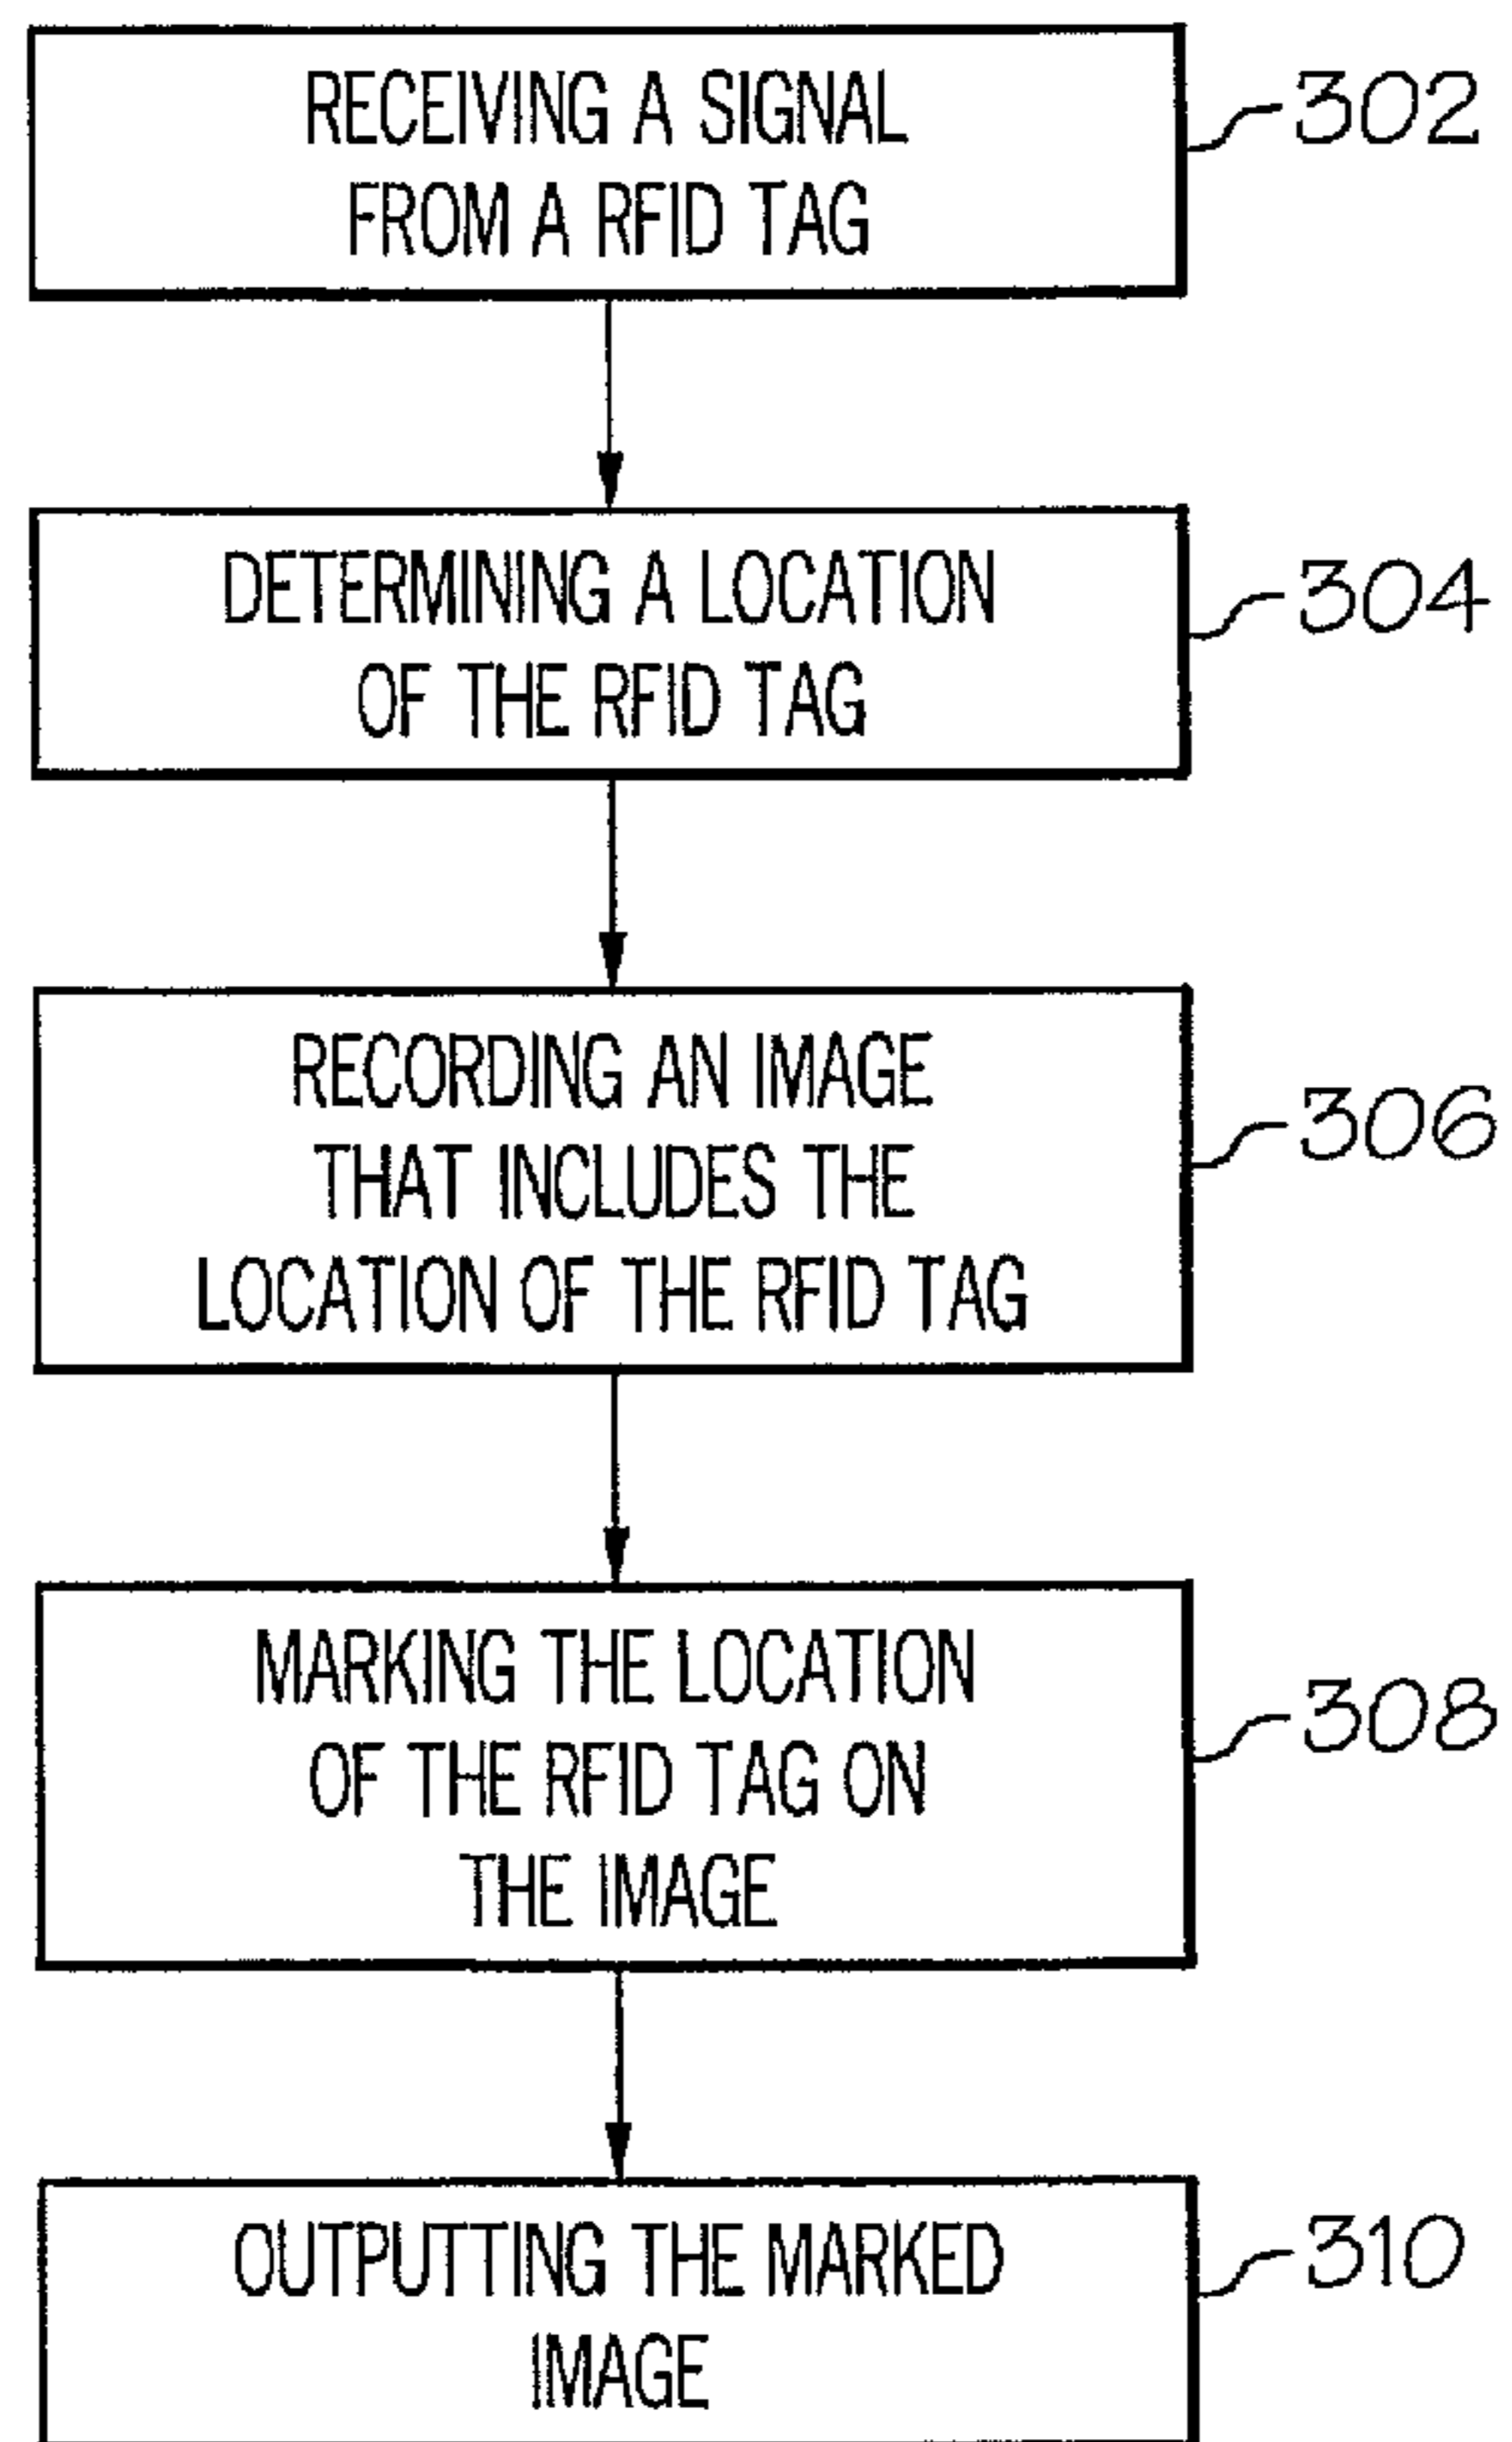 RECEIVING A SIGNAL
FROM A RFID TAG
302
DETERMINING A LOCATION
OF THE RFID TAG
304
RECORDING AN IMAGE
THAT INCLUDES THE
LOCATION OF THE RFID TAG
306
MARKING THE LOCATION
OF THE RFID TAG ON
THE IMAGE
308
OUTPUTTING THE MARKED
IMAGE
310